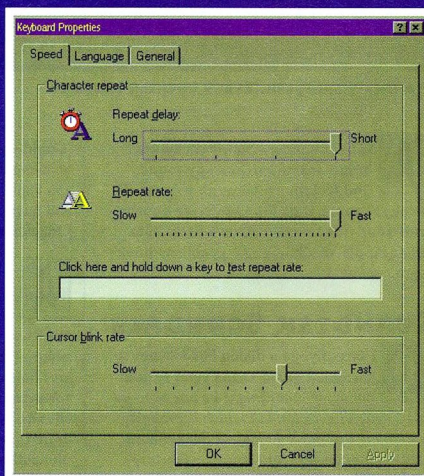 Keyboard Properties
Speed Language General
Character repeat
Repeat delay:
Long Short
Repeat rate:
Slow Fast
Click here and hold down a key to test repeat rate:
Cursor blink rate
Slow Fast
OK Cancel Apply